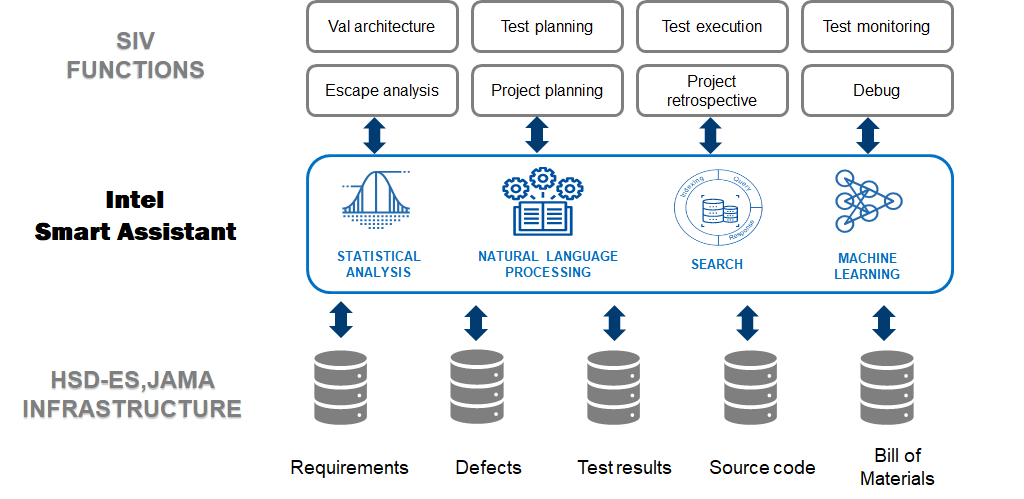 SIV
FUNCTIONS
Val architecture
Test planning
Test execution
Test monitoring
Escape analysis
Project planning
Project
retrospective
Debug
Intel
Smart Assistant
STATISTICAL
ANALYSIS
NATURAL LANGUAGE
PROCESSING
Indexing
Query
Response
SEARCH
MACHINE
LEARNING
HSD-ES,JAMA
INFRASTRUCTURE
Requirements
Defects
Test results
Source code
Bill of
Materials